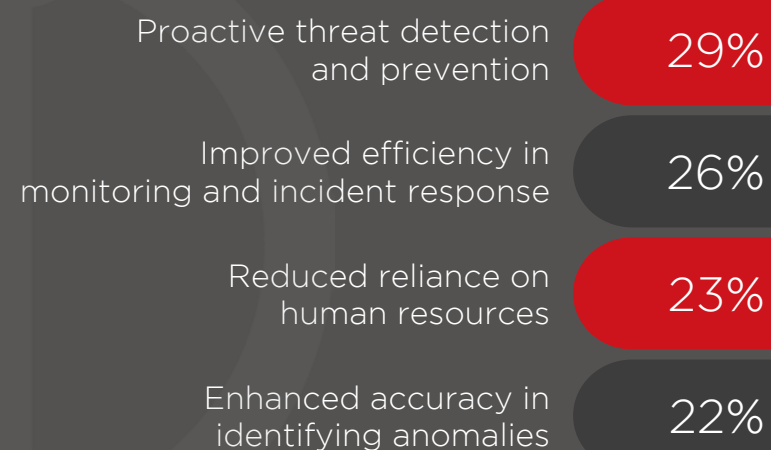 Proactive threat detection
and prevention
29%
Improved efficiency in
monitoring and incident response
26%
Reduced reliance on
human resources
23%
Enhanced accuracy in
identifying anomalies
22%